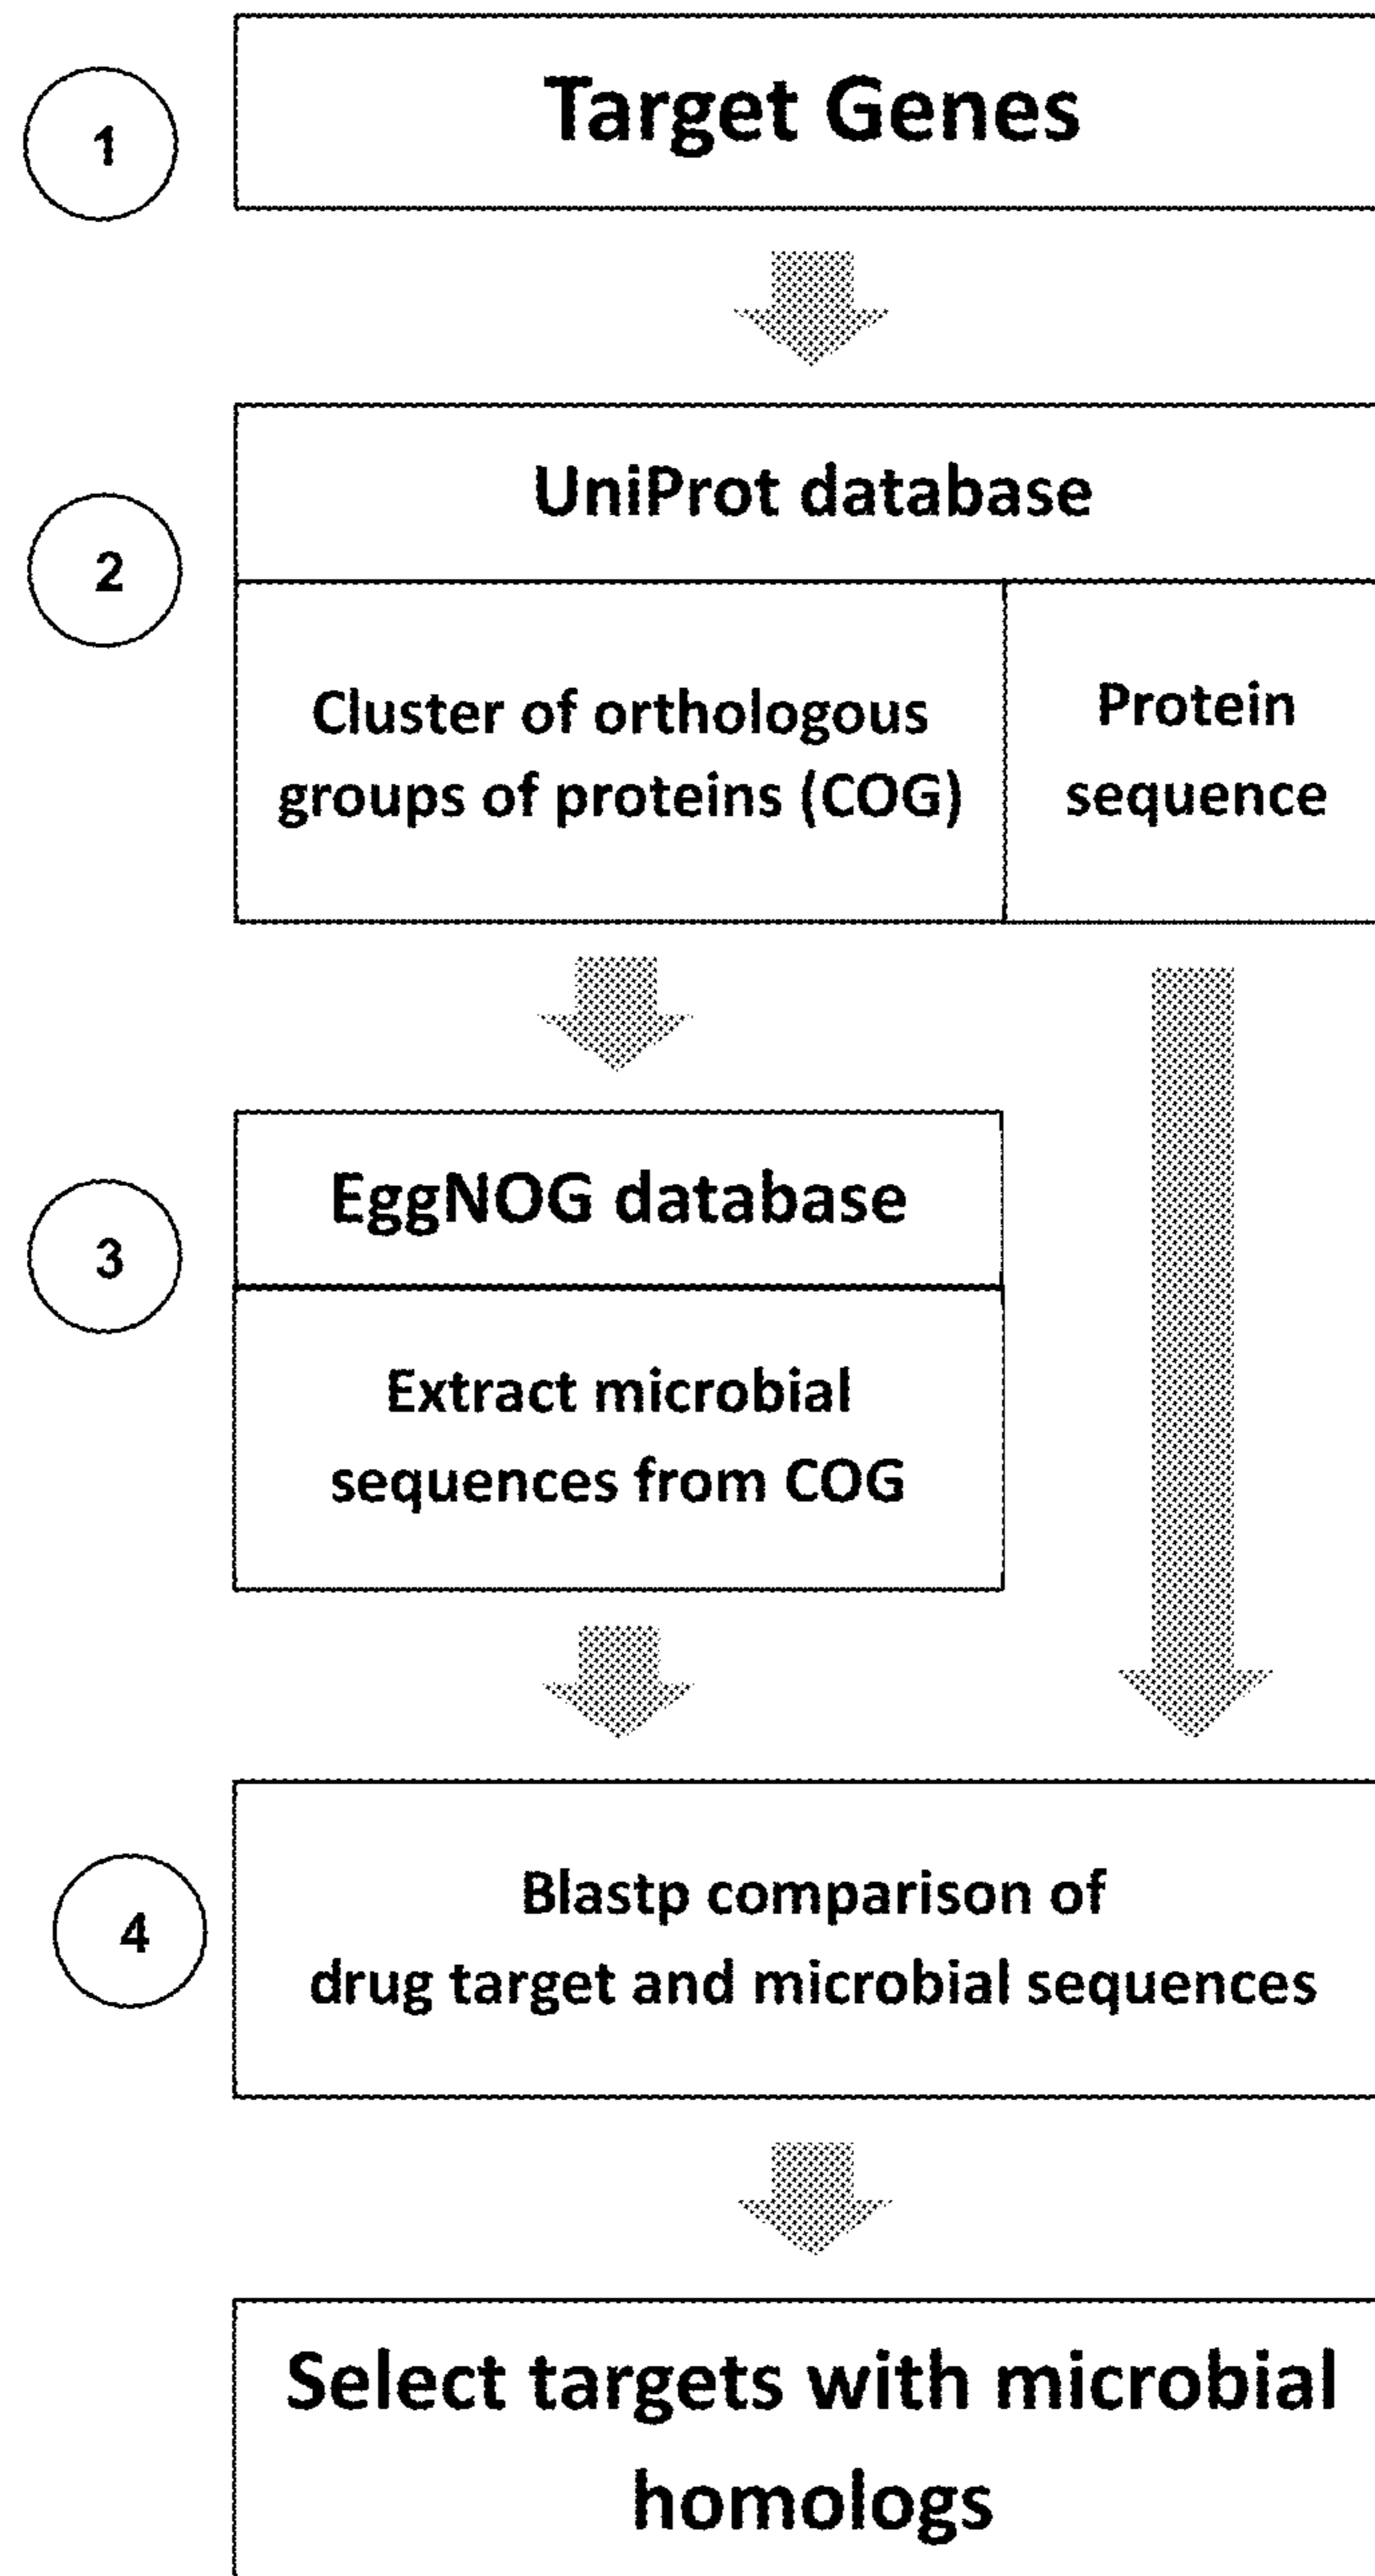 1
Target Genes
2
UniProt database
Cluster of orthologous
groups of proteins (COG)
Protein
sequence
3
EggNOG database
Extract microbial
sequences from COG
4
Blastp comparison of
drug target and microbial sequences
Select targets with microbial
homologs